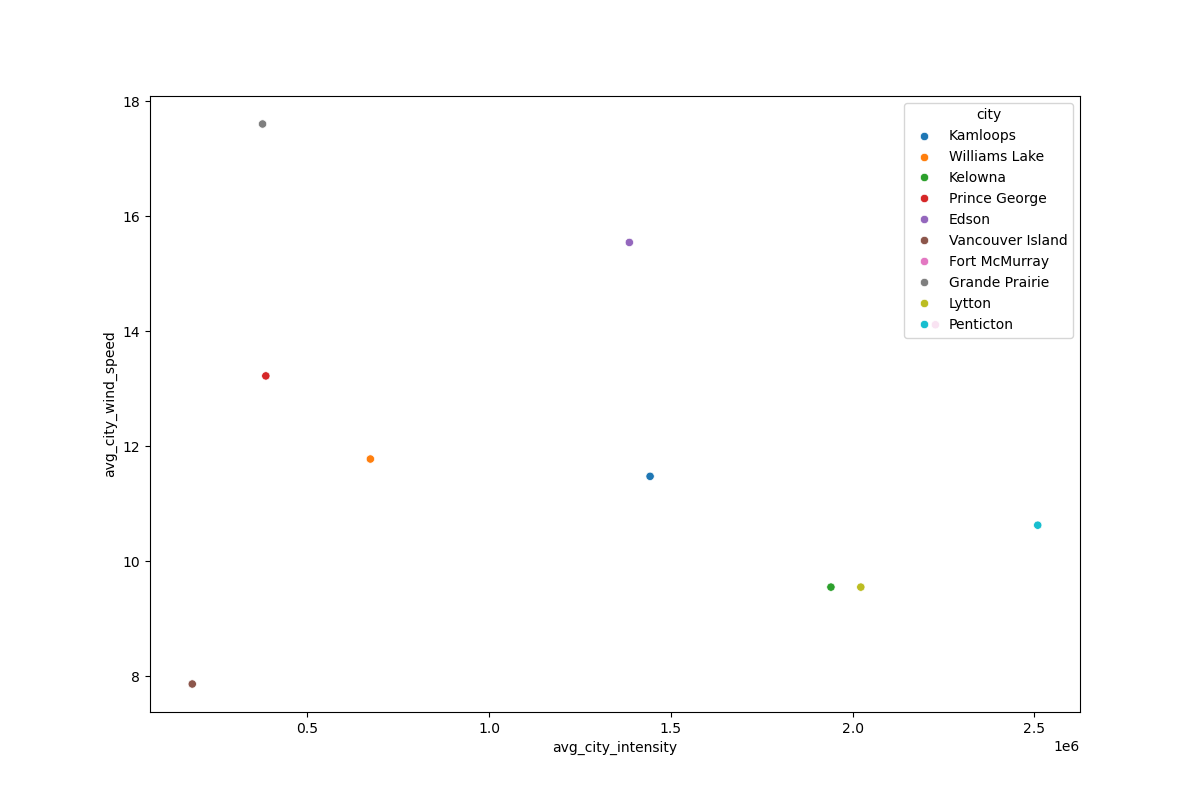 18
16
14
12
10
8
avg_city_wind_speed
city
Kamloops
Williams Lake
Kelowna
Prince George
Edson
Vancouver Island
Fort McMurray
Grande Prairie
Lytton
Penticton
0.5 1.0 1.5 2.0 2.5
1e6
avg_city_intensity